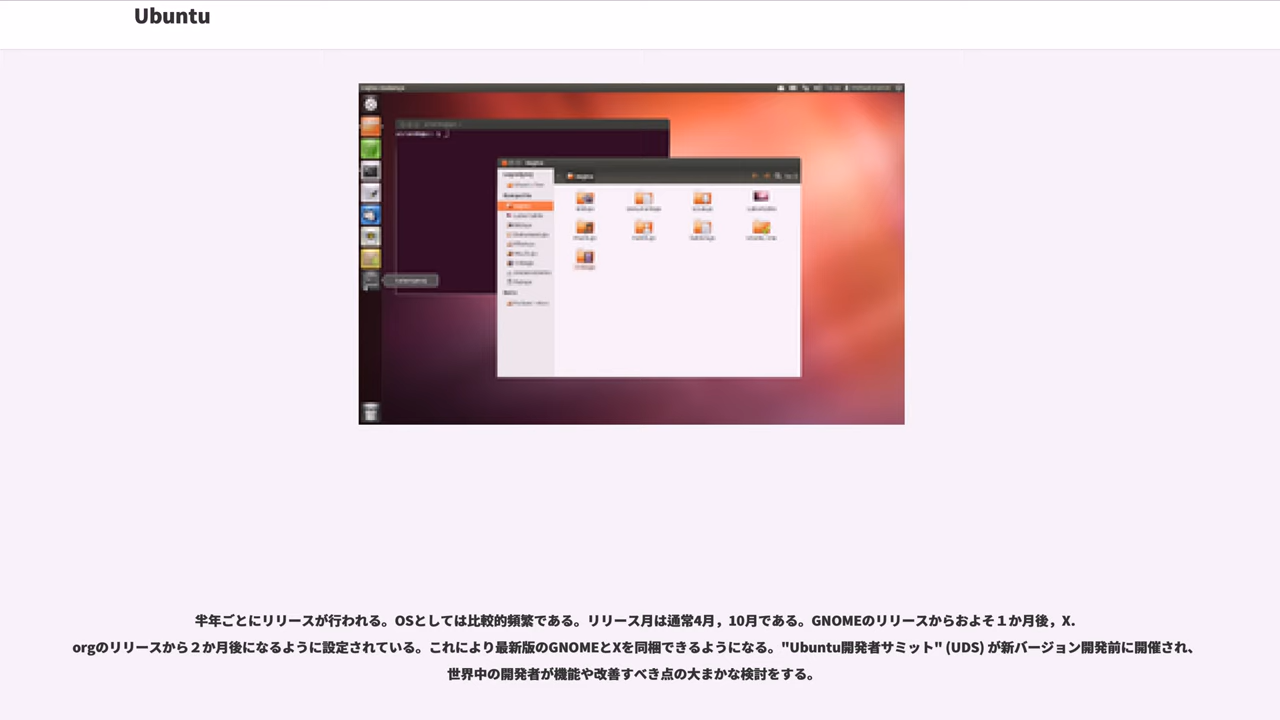 Ubuntu
半年ごとにリリースが行われる。OSとしては比較的頻繁である。リリース月は通常4月，10月である。GNOMEのリリースからおよそ１か月後，X.
orgのリリースから２か月後になるように設定されている。これにより最新版のGNOMEとXを同梱できるようになる。"Ubuntu開発者サミット" (UDS) が新バージョン開発前に開催され、
世界中の開発者が機能や改善すべき点の大まかな検討をする。